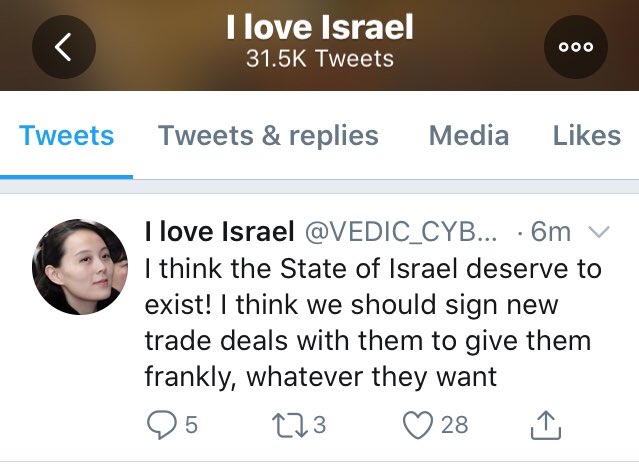 I love Israel
31.5K Tweets
Tweets Tweets & replies Media Likes
I love Israel @VEDIC_CYB... · 6m
I think the State of Israel deserve to
exist! I think we should sign new
trade deals with them to give them
frankly, whatever they want
5 3 28